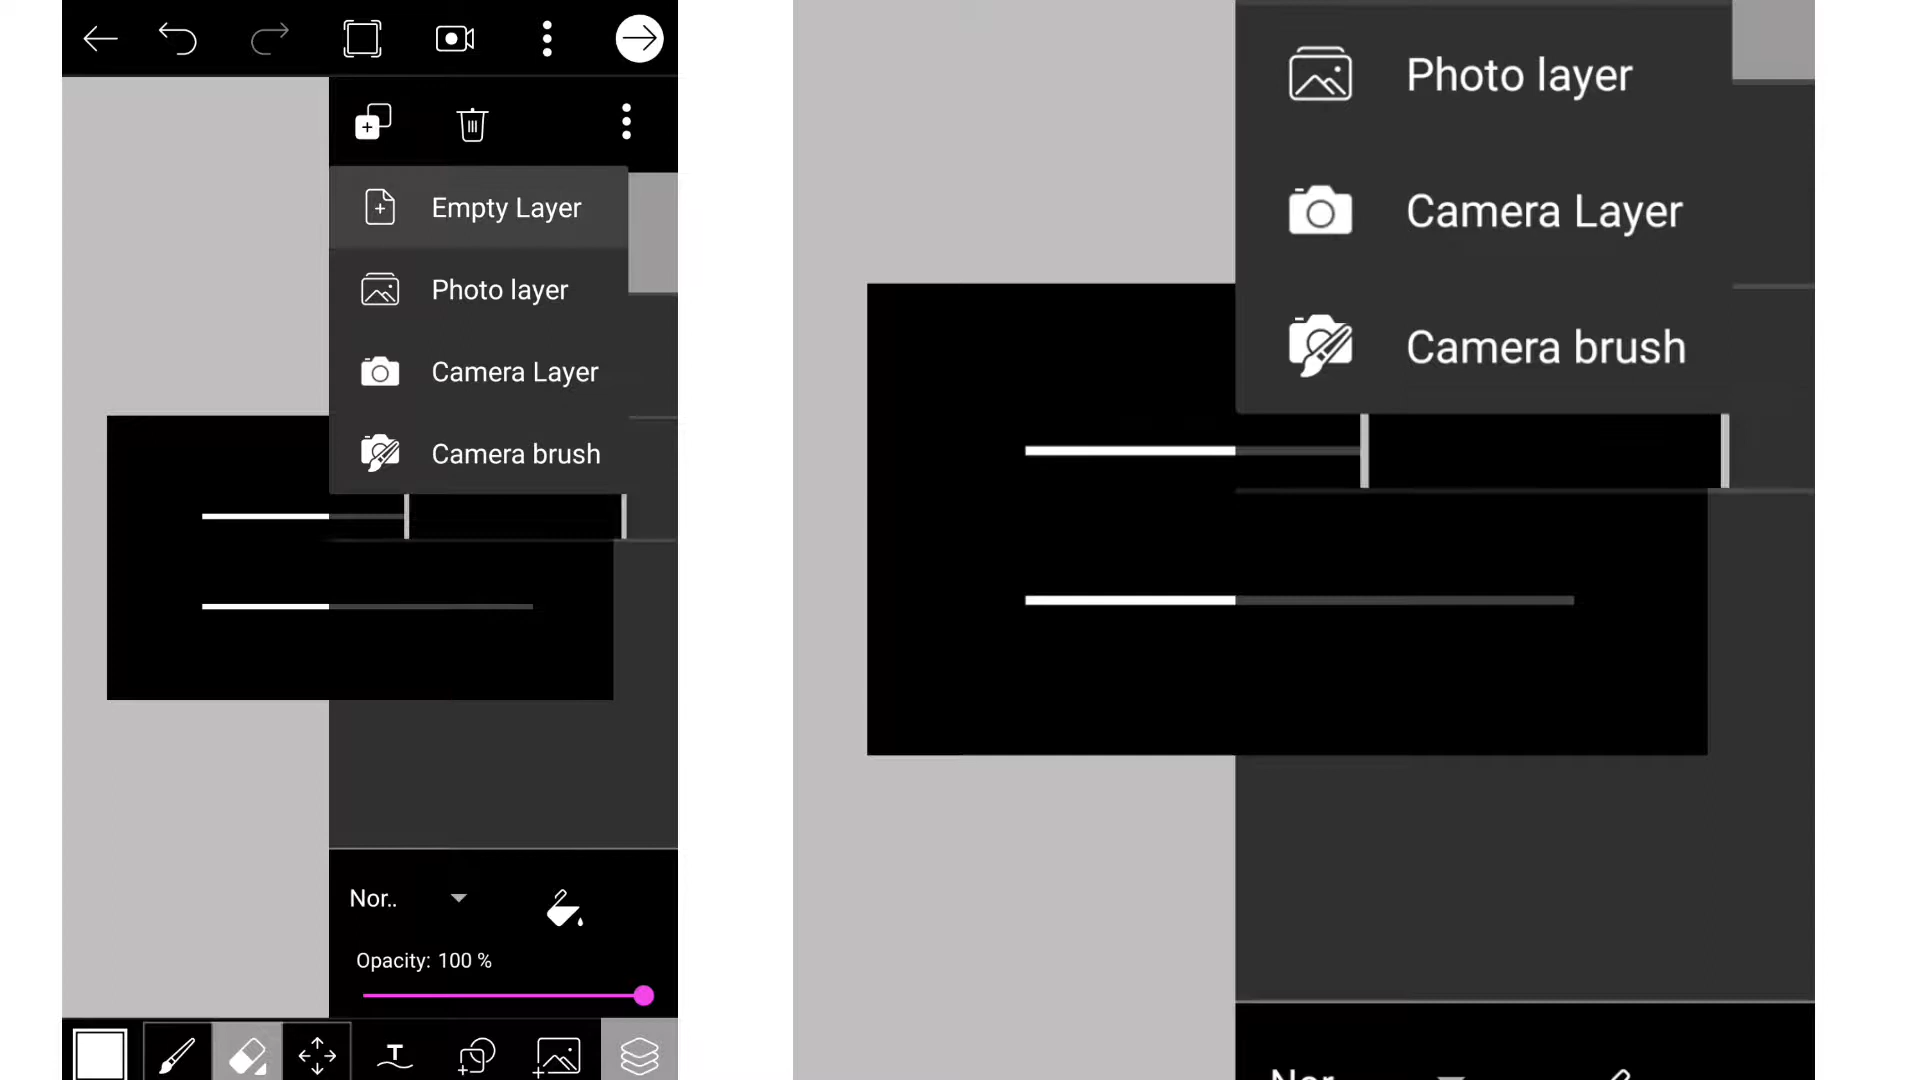 Empty Layer
Photo layer
Camera Layer
Camera brush
Nor..
Opacity: 100 %
T
Photo layer
Camera Layer
Camera brush